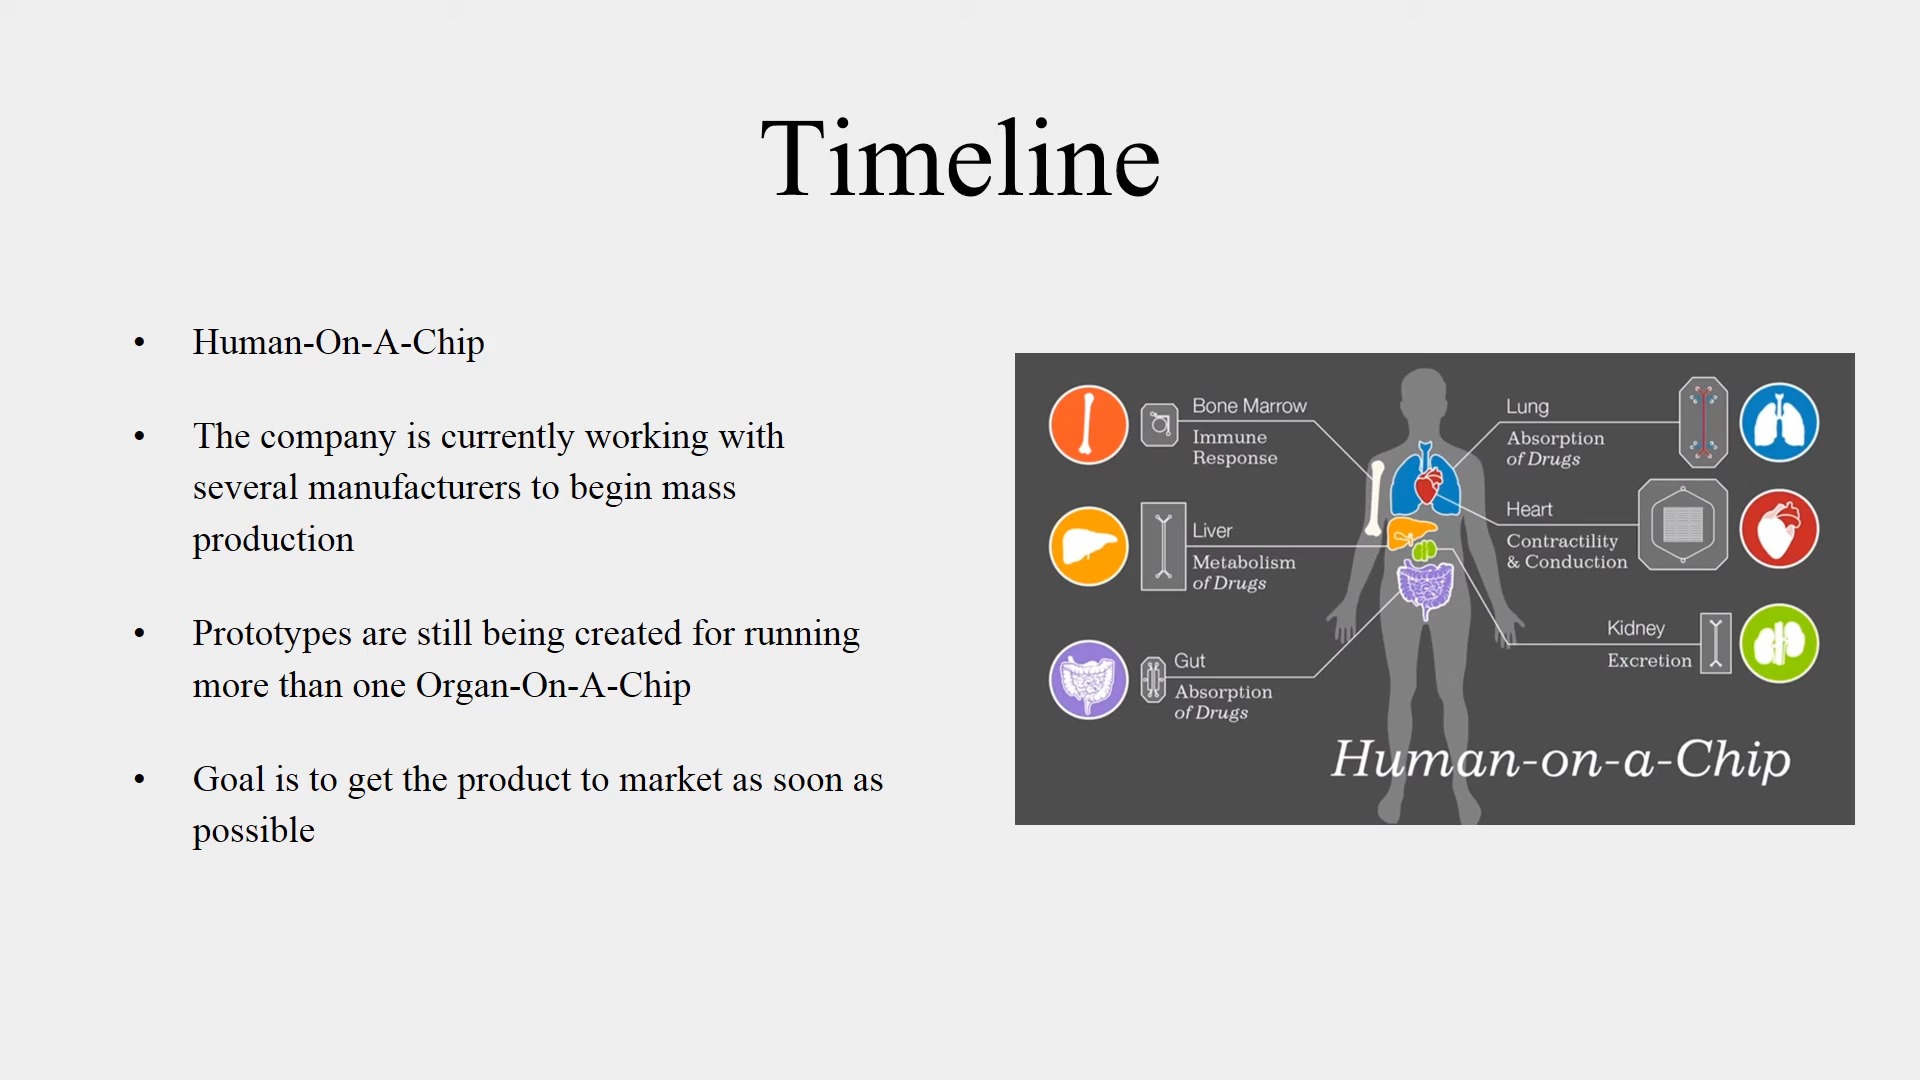 Timeline
• Human-On-A-Chip
• The company is currently working with
several manufacturers to begin mass
production
• Prototypes are still being created for running
more than one Organ-On-A-Chip
• Goal is to get the product to market as soon as
possible
Bone Marrow
Immune
Response
Liver
Metabolism
of Drugs
Gut
Absorption
of Drugs
Lung
Absorption
of Drugs
Heart
Contractility
& Conduction
Kidney
Excretion
Human-on-a-Chip